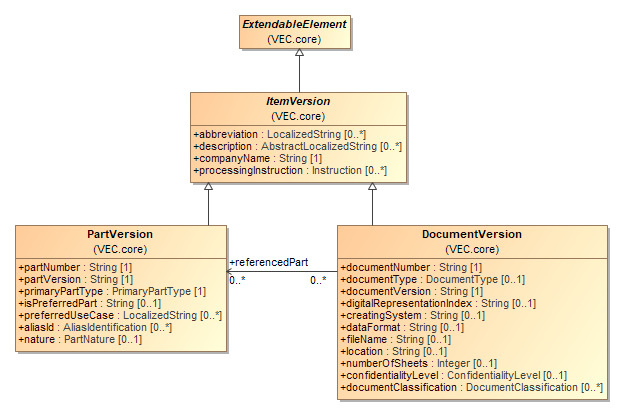 ExtendableElement
(VEC.core)
ItemVersion
(VEC.core)
+abbreviation : LocalizedString [0..*]
+description : AbstractLocalizedString [0..*]
+companyName : String [1]
+processingInstruction : Instruction [0..*]
PartVersion
(VEC.core)
+partNumber : String [1]
+partVersion : String [1]
+primaryPartType : PrimaryPartType [1]
+isPreferredPart : String [0..1]
+preferredUseCase : LocalizedString [0..*]
+aliasId : AliasIdentification [0..*]
+nature : PartNature [0..1]
+referencedPart
0..*
0..*
DocumentVersion
(VEC.core)
+documentNumber : String [1]
+documentType : DocumentType [0..1]
+documentVersion : String [1]
+digitalRepresentationIndex : String [0..1]
+creatingSystem : String [0..1]
+dataFormat : String [0..1]
+fileName : String [0..1]
+location : String [0..1]
+numberOfSheets : Integer [0..1]
+confidentialityLevel : ConfidentialityLevel [0..1]
+documentClassification : DocumentClassification [0..*]